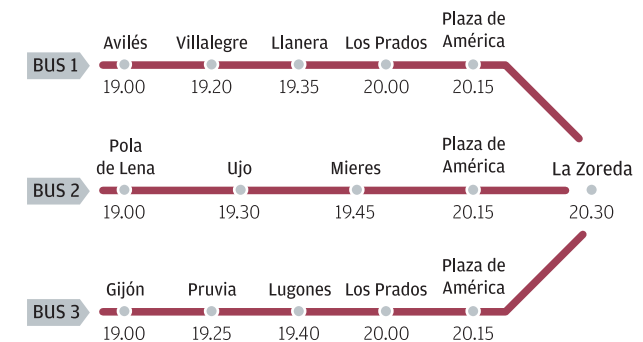 Plaza de
Avilés Villalegre Llanera Los Prados América
BUS 1
19.00 19.20 19.35 20.00 20.15
Pola Plaza de
de Lena Ujo Mieres América La Zoreda
BUS 2
19.00 19.30 19.45 20.15 20.30
Plaza de
Gijón Pruvia Lugones Los Prados América
BUS 3
19.00 19.25 19.40 20.00 20.15